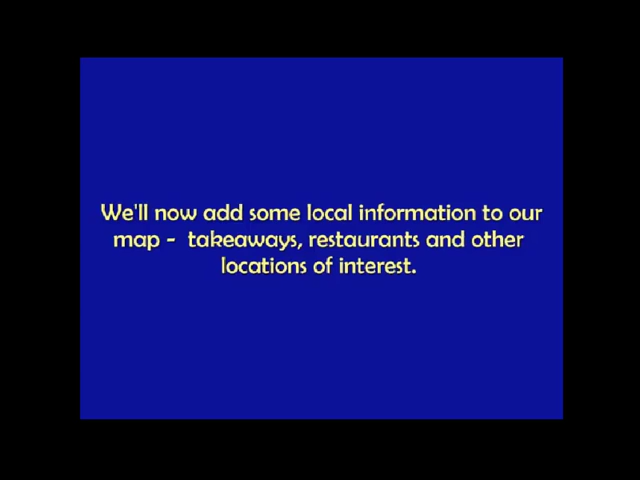 We'll now add some local information to our
map -  takeaways, restaurants and other
locations of interest.